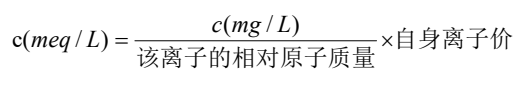 c(meq/L) = c(mg/L) / 该离子的相对原子质量 ×自身离子价